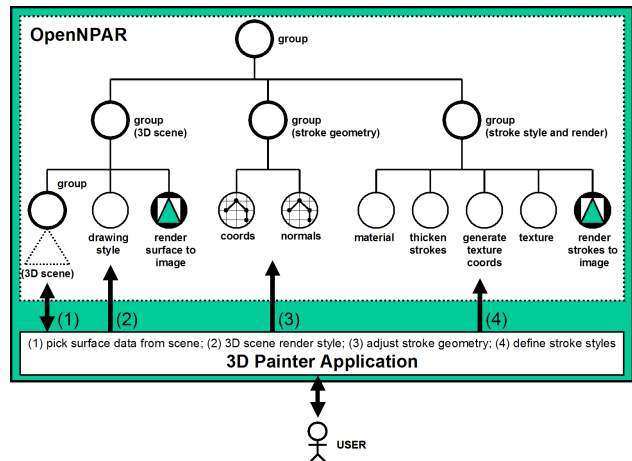 OpenNPAR
group
group
(3D scene)
group
(stroke geometry)
group
(stroke style and render)
group
(3D scene)
drawing
style
render
surface to
image
coords
normals
material
thicken
strokes
generate
texture
coords
texture
render
strokes to
image
(1)
(2)
(3)
(4)
(1) pick surface data from scene; (2) 3D scene render style; (3) adjust stroke geometry; (4) define stroke styles
3D Painter Application
USER